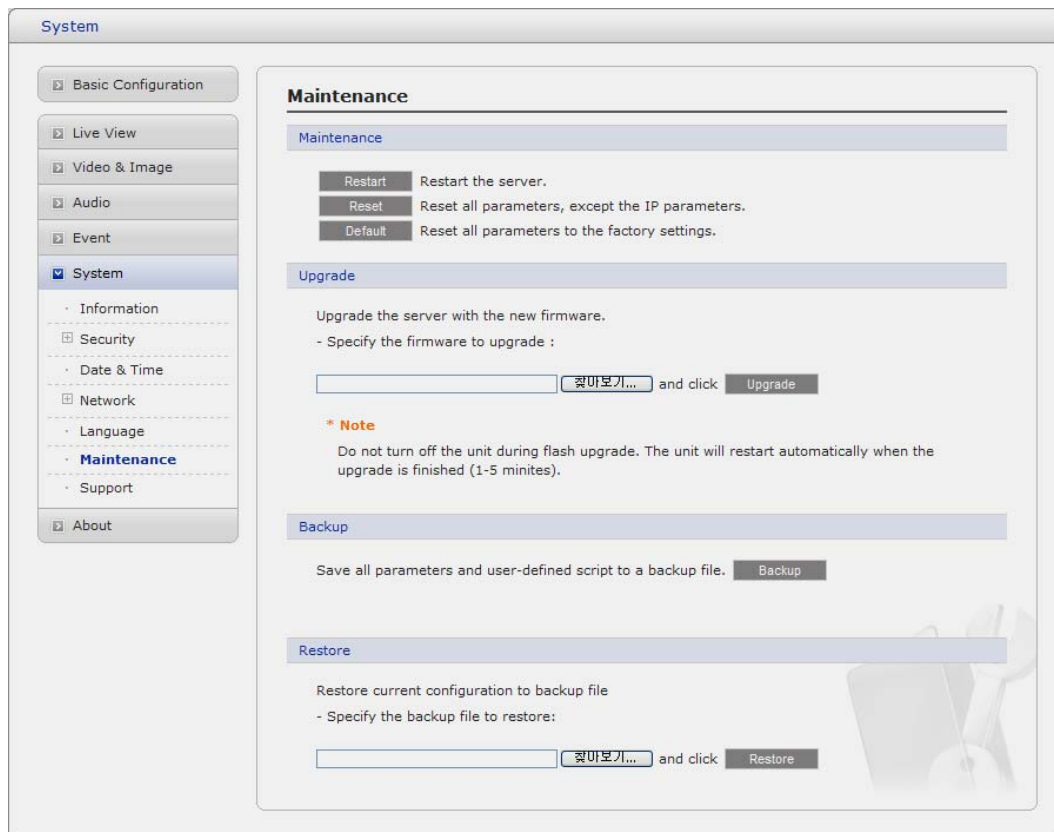 System
Basic Configuration
Live View
Video & Image
Audio
Event
System
Information
Security
Date & Time
Network
Language
Maintenance
Support
About
Maintenance
Maintenance
Restart Restart the server.
Reset Reset all parameters, except the IP parameters.
Default Reset all parameters to the factory settings.
Upgrade
Upgrade the server with the new firmware.
- Specify the firmware to upgrade :
찾아보기... and click Upgrade
* Note
Do not turn off the unit during flash upgrade. The unit will restart automatically when the
upgrade is finished (1-5 minites).
Backup
Save all parameters and user-defined script to a backup file. Backup
Restore
Restore current configuration to backup file
- Specify the backup file to restore:
찾아보기... and click Restore